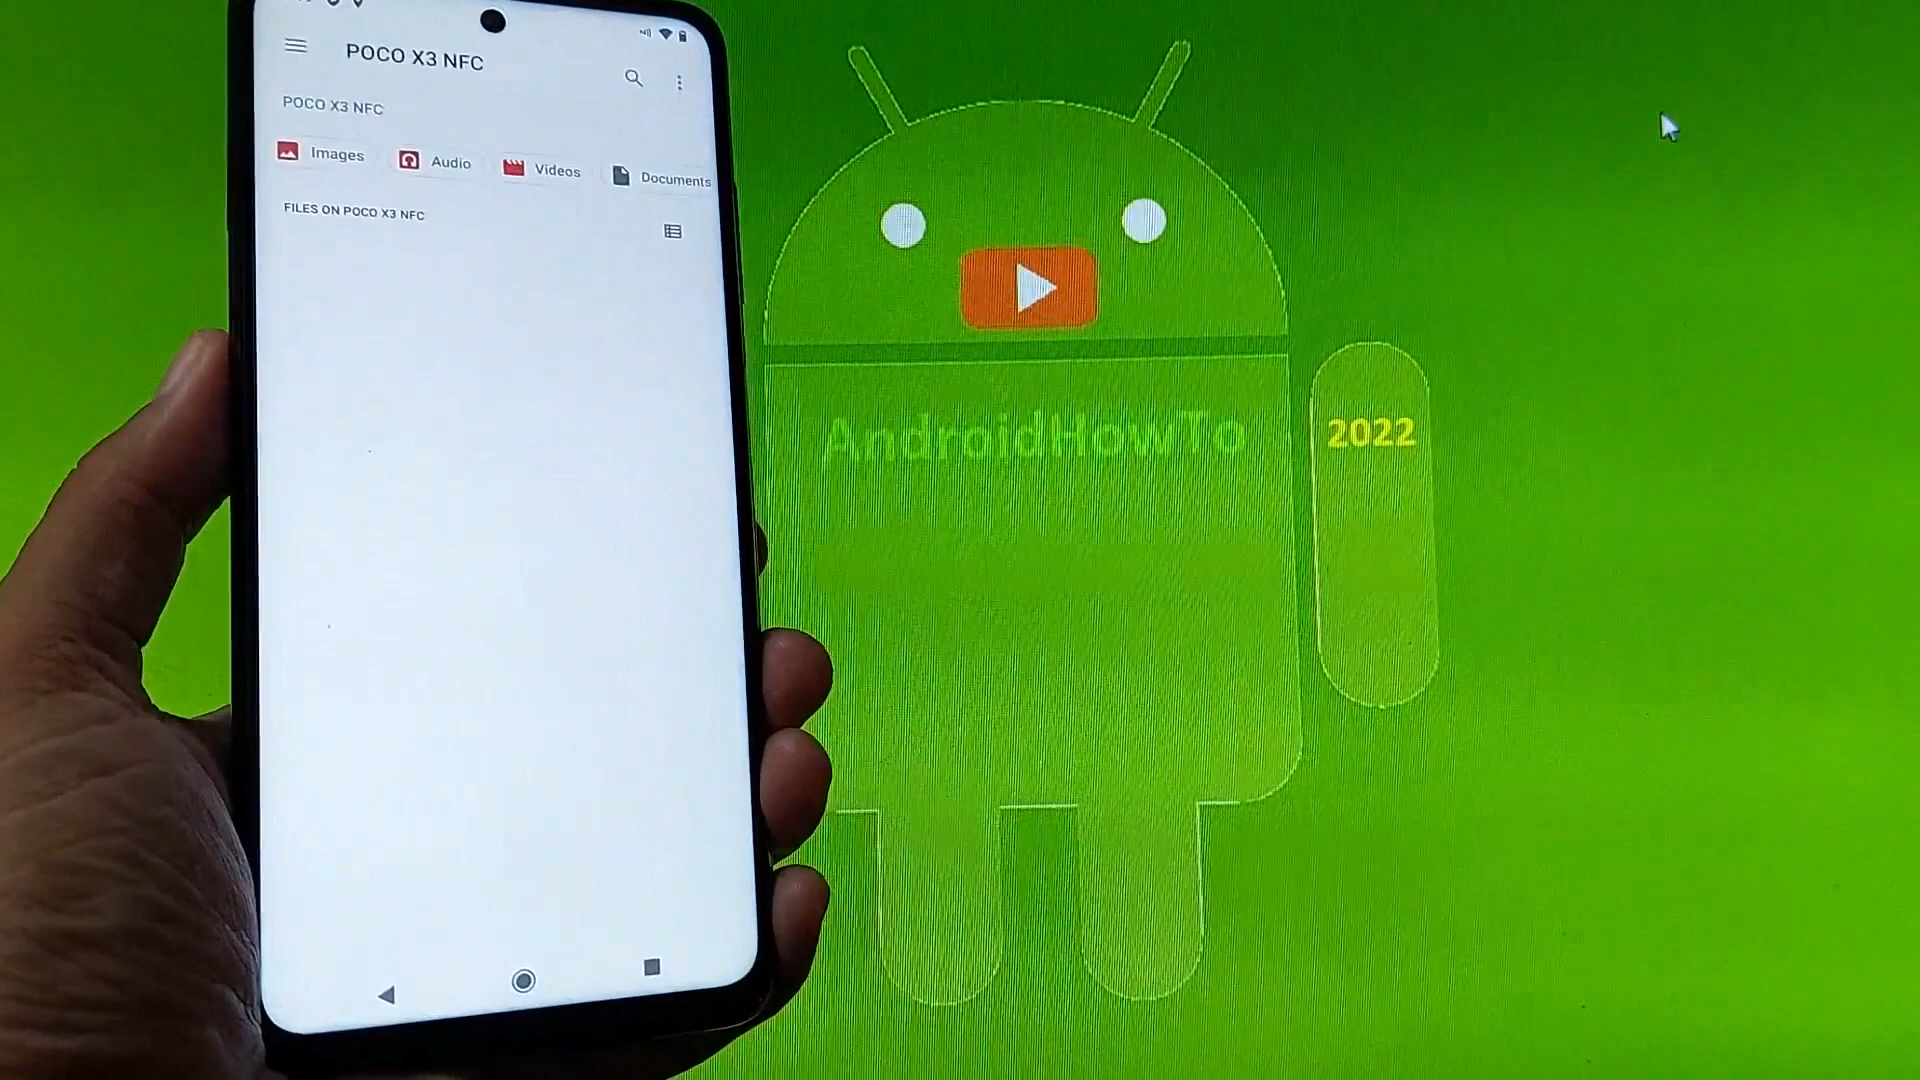 POCO X3 NFC
POCO X3 NFC
Images
Audio
Videos
Documents
FILES ON POCO X3 NFC
AndroidHowTo
2022